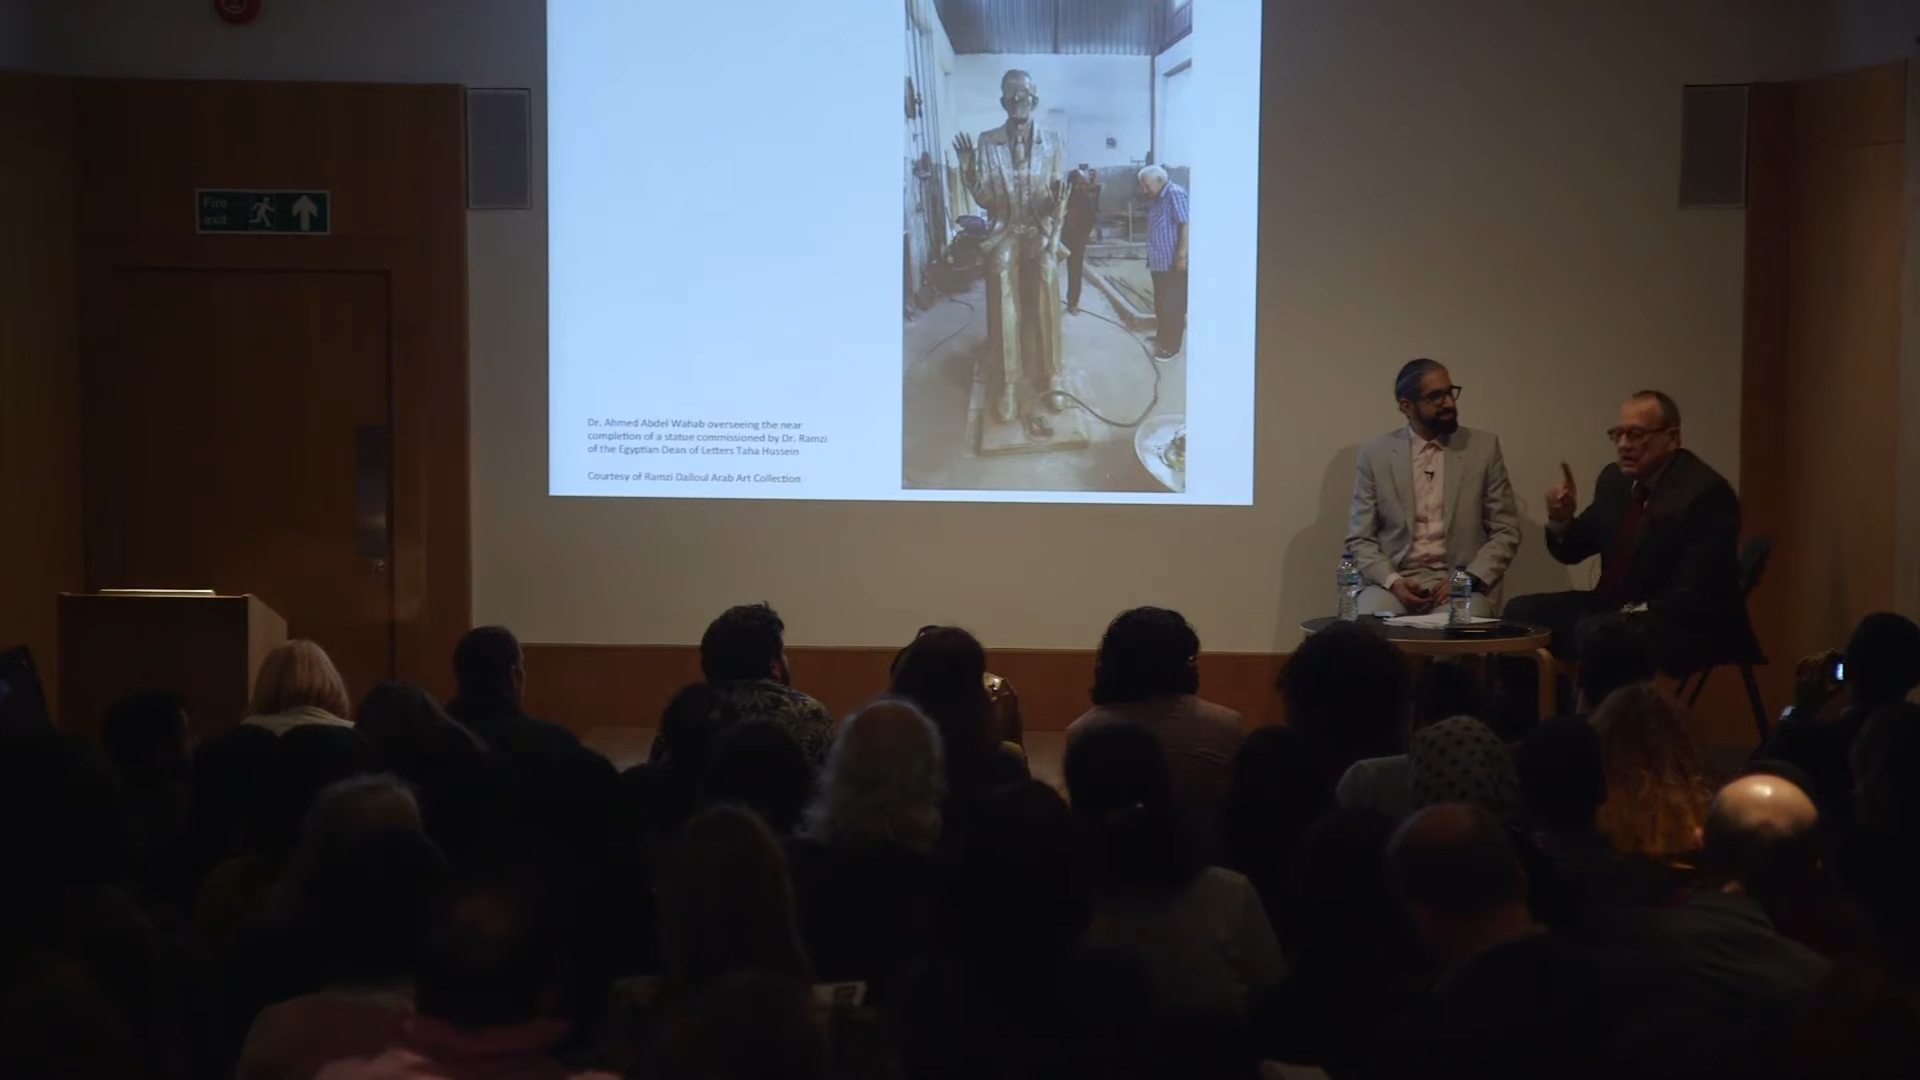 Fire
exit
Dr. Ahmed Abdel Wahab overseeing the near
completion of a statue commissioned by Dr. Ramzi
of the Egyptian Dean of Letters Taha Hussein
Courtesy of Ramzi Dalloul Arab Art Collection